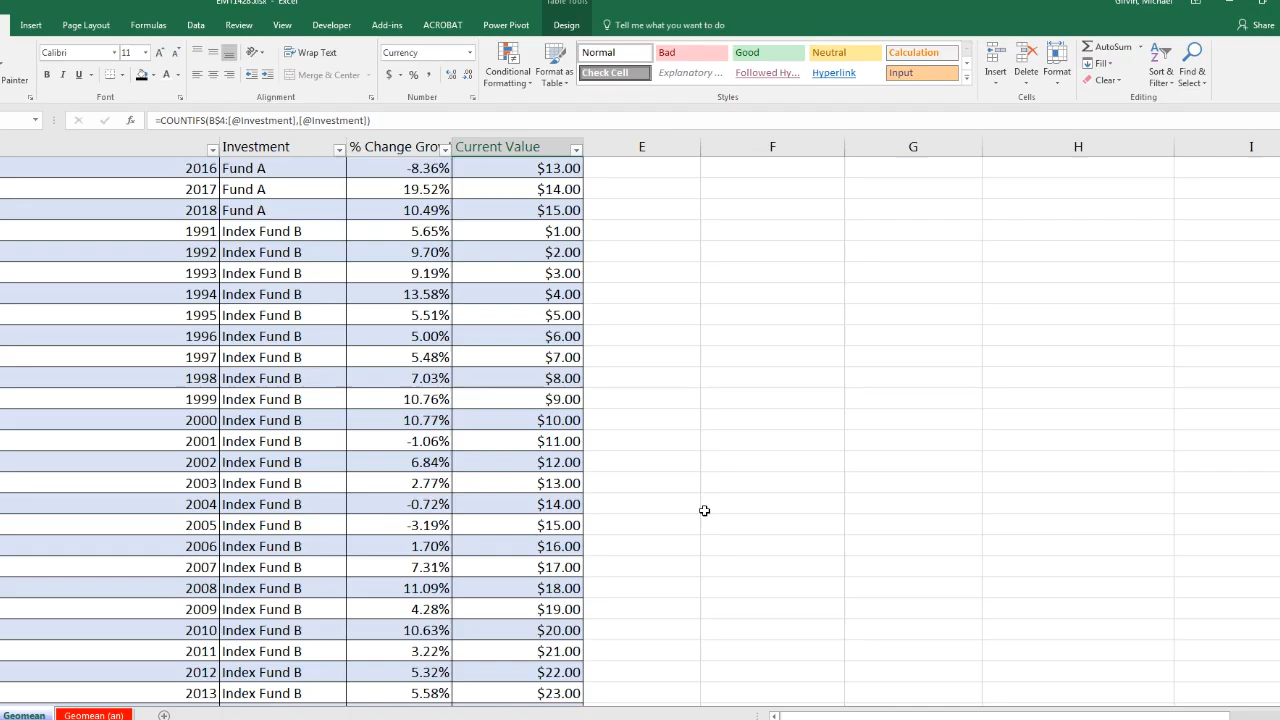 EMT1428.xlsx - Excel
Table Tools
Girvin, Michael
Insert Page Layout Formulas Data Review View Developer Add-ins ACROBAT Power Pivot Design Tell me what you want to do Share
Calibri 11 Wrap Text Currency Normal Bad Good Neutral Calculation AutoSum
Painter B I U Merge & Center $ % Conditional Formatting Format as Table Check Cell Explanatory ... Followed Hy... Hyperlink Input Insert Delete Format Fill Clear Sort & Filter Find & Select
Font Alignment Number Styles Cells Editing
=COUNTIFS(B$4:[@Investment],[@Investment])
Investment % Change Grow Current Value E F G H I
2016 Fund A -8.36% $13.00
2017 Fund A 19.52% $14.00
2018 Fund A 10.49% $15.00
1991 Index Fund B 5.65% $1.00
1992 Index Fund B 9.70% $2.00
1993 Index Fund B 9.19% $3.00
1994 Index Fund B 13.58% $4.00
1995 Index Fund B 5.51% $5.00
1996 Index Fund B 5.00% $6.00
1997 Index Fund B 5.48% $7.00
1998 Index Fund B 7.03% $8.00
1999 Index Fund B 10.76% $9.00
2000 Index Fund B 10.77% $10.00
2001 Index Fund B -1.06% $11.00
2002 Index Fund B 6.84% $12.00
2003 Index Fund B 2.77% $13.00
2004 Index Fund B -0.72% $14.00
2005 Index Fund B -3.19% $15.00
2006 Index Fund B 1.70% $16.00
2007 Index Fund B 7.31% $17.00
2008 Index Fund B 11.09% $18.00
2009 Index Fund B 4.28% $19.00
2010 Index Fund B 10.63% $20.00
2011 Index Fund B 3.22% $21.00
2012 Index Fund B 5.32% $22.00
2013 Index Fund B 5.58% $23.00
Geomean Geomean (an)